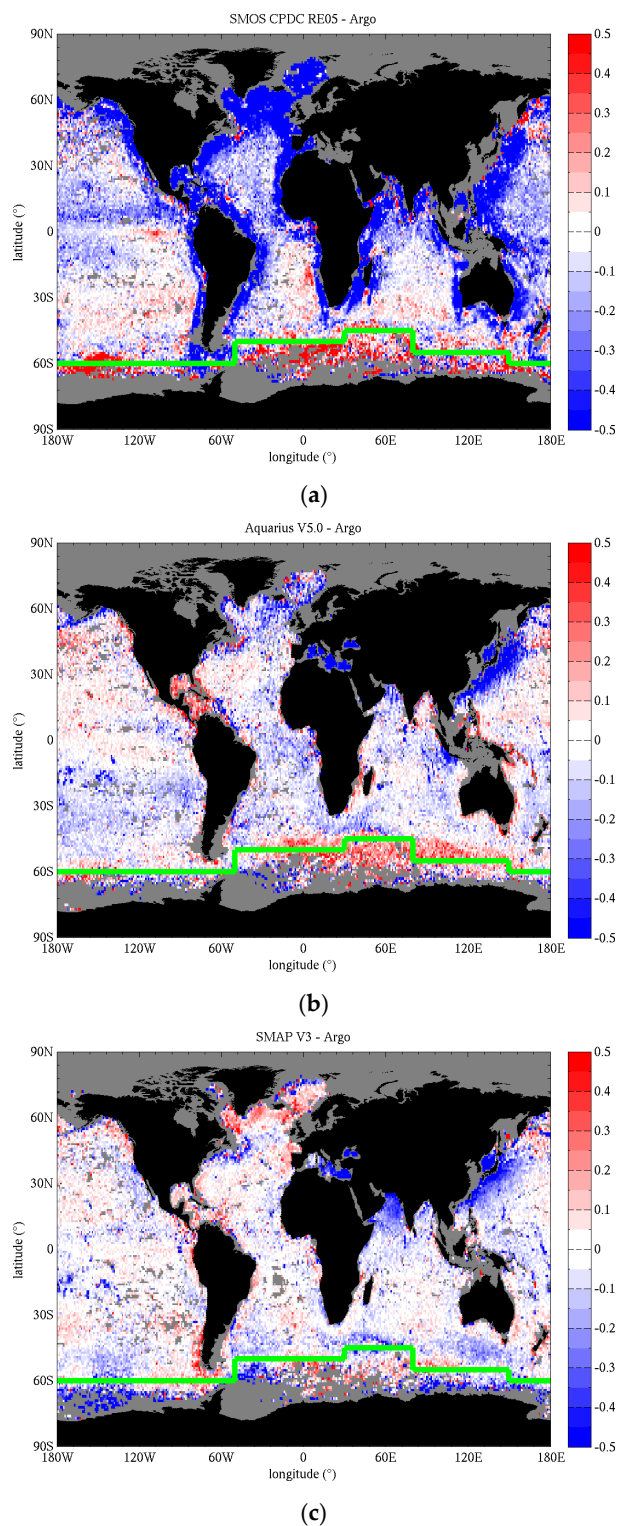 SMOS CPDC RE05 - Argo
90N
60N
30N
0
30S
60S
90S
latitude (°)
180W 120W 60W 0 60E 120E 180E
longitude (°)
0.5
0.4
0.3
0.2
0.1
0
-0.1
-0.2
-0.3
-0.4
-0.5
(a)
Aquarius V5.0 - Argo
90N
60N
30N
0
30S
60S
90S
latitude (°)
180W 120W 60W 0 60E 120E 180E
longitude (°)
0.5
0.4
0.3
0.2
0.1
0
-0.1
-0.2
-0.3
-0.4
-0.5
(b)
SMAP V3 - Argo
90N
60N
30N
0
30S
60S
90S
latitude (°)
180W 120W 60W 0 60E 120E 180E
longitude (°)
0.5
0.4
0.3
0.2
0.1
0
-0.1
-0.2
-0.3
-0.4
-0.5
(c)